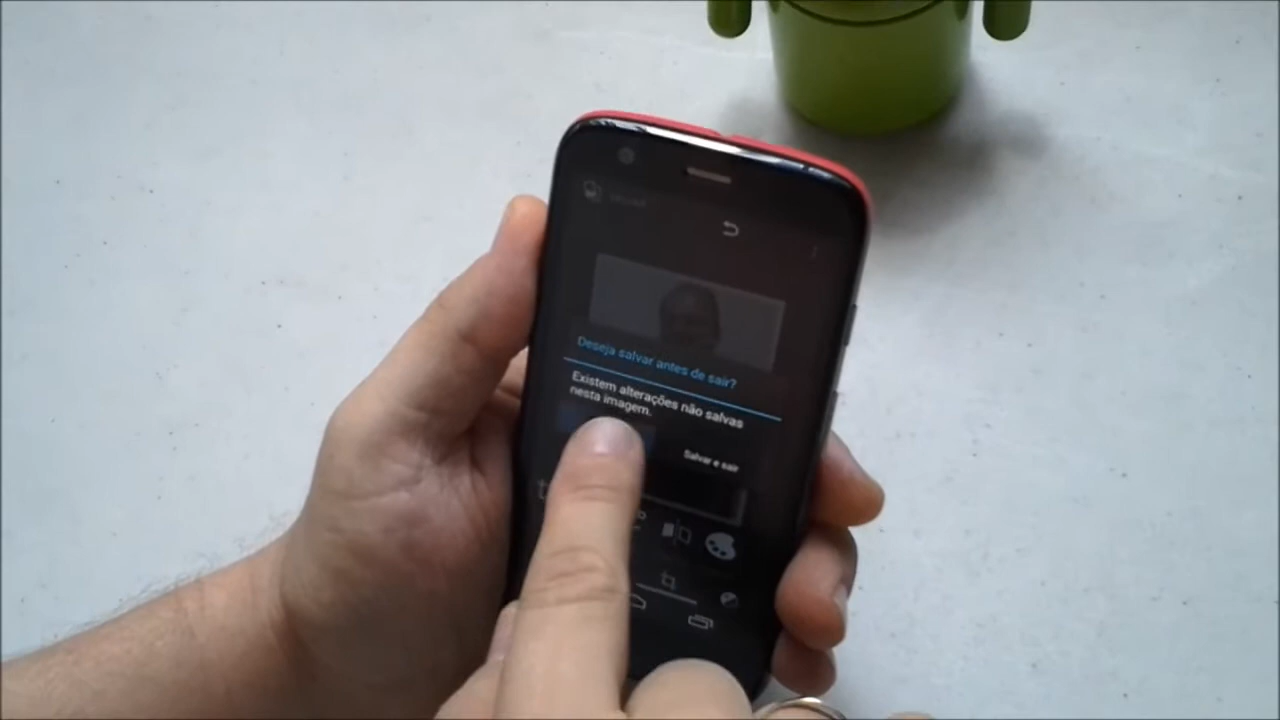 Deseja salvar antes de sair?
Existem alterações não salvas
nesta imagem.
Salvar e sair